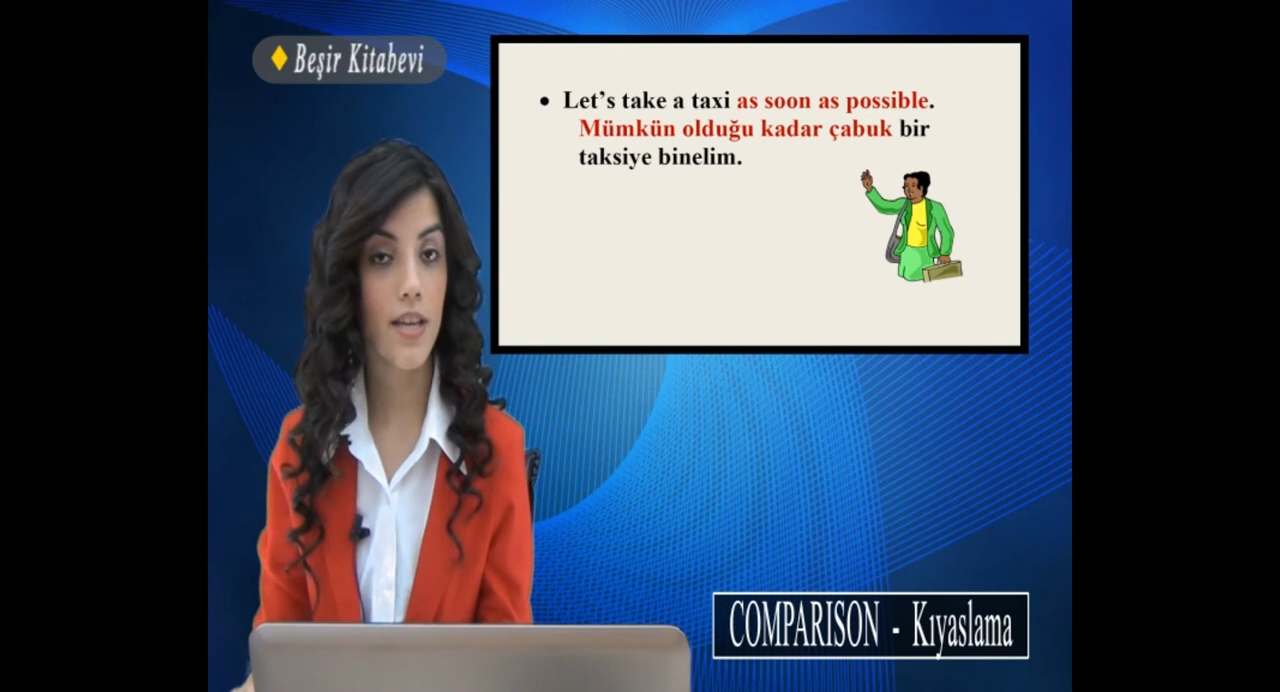 Beşir Kitabevi
• Let's take a taxi as soon as possible.
Mümkün olduğu kadar çabuk bir
taksiye binelim.
COMPARISON - Kıyaslama